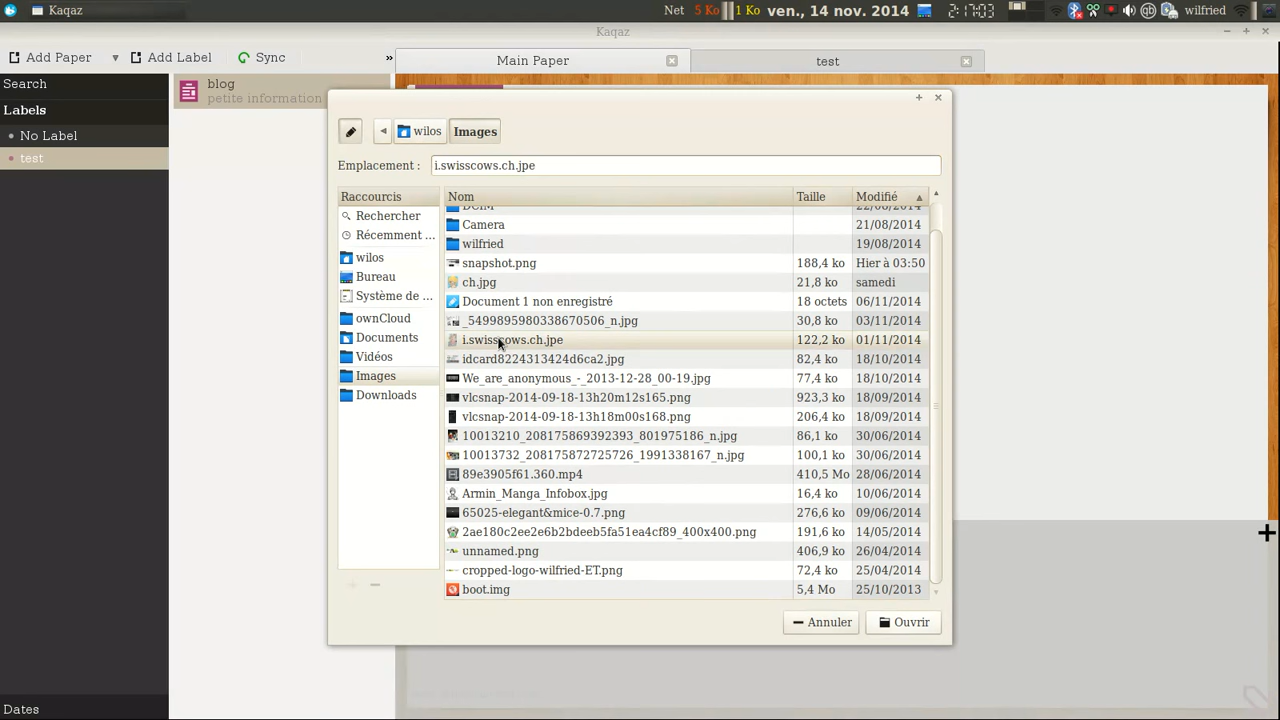 Kaqaz Net 5 Ko 1 Ko ven., 14 nov. 2014 21:17:03 wilfried
Kaqaz
Add Paper Add Label Sync » Main Paper test
Search
Labels
No Label
test
Dates
blog
petite information
wilos Images
Emplacement : i.swisscows.ch.jpe
Raccourcis
Rechercher
Récemment ...
wilos
Bureau
Système de ...
ownCloud
Documents
Vidéos
Images
Downloads
Nom Taille Modifié
DCIM 22/08/2014
Camera 21/08/2014
wilfried 19/08/2014
snapshot.png 188,4 ko Hier à 03:50
ch.jpg 21,8 ko samedi
Document 1 non enregistré 18 octets 06/11/2014
_5499895980338670506_n.jpg 30,8 ko 03/11/2014
i.swisscows.ch.jpe 122,2 ko 01/11/2014
idcard8224313424d6ca2.jpg 82,4 ko 18/10/2014
We_are_anonymous_-_2013-12-28_00-19.jpg 77,4 ko 18/10/2014
vlcsnap-2014-09-18-13h20m12s165.png 923,3 ko 18/09/2014
vlcsnap-2014-09-18-13h18m00s168.png 206,4 ko 18/09/2014
10013210_208175869392393_801975186_n.jpg 86,1 ko 30/06/2014
10013732_208175872725726_1991338167_n.jpg 100,1 ko 30/06/2014
89e3905f61.360.mp4 410,5 Mo 28/06/2014
Armin_Manga_Infobox.jpg 16,4 ko 10/06/2014
65025-elegant&mice-0.7.png 276,6 ko 09/06/2014
2ae180c2ee2e6b2bdeeb5fa51ea4cf89_400x400.png 191,6 ko 14/05/2014
unnamed.png 406,9 ko 26/04/2014
cropped-logo-wilfried-ET.png 72,4 ko 25/04/2014
boot.img 5,4 Mo 25/10/2013
Annuler Ouvrir